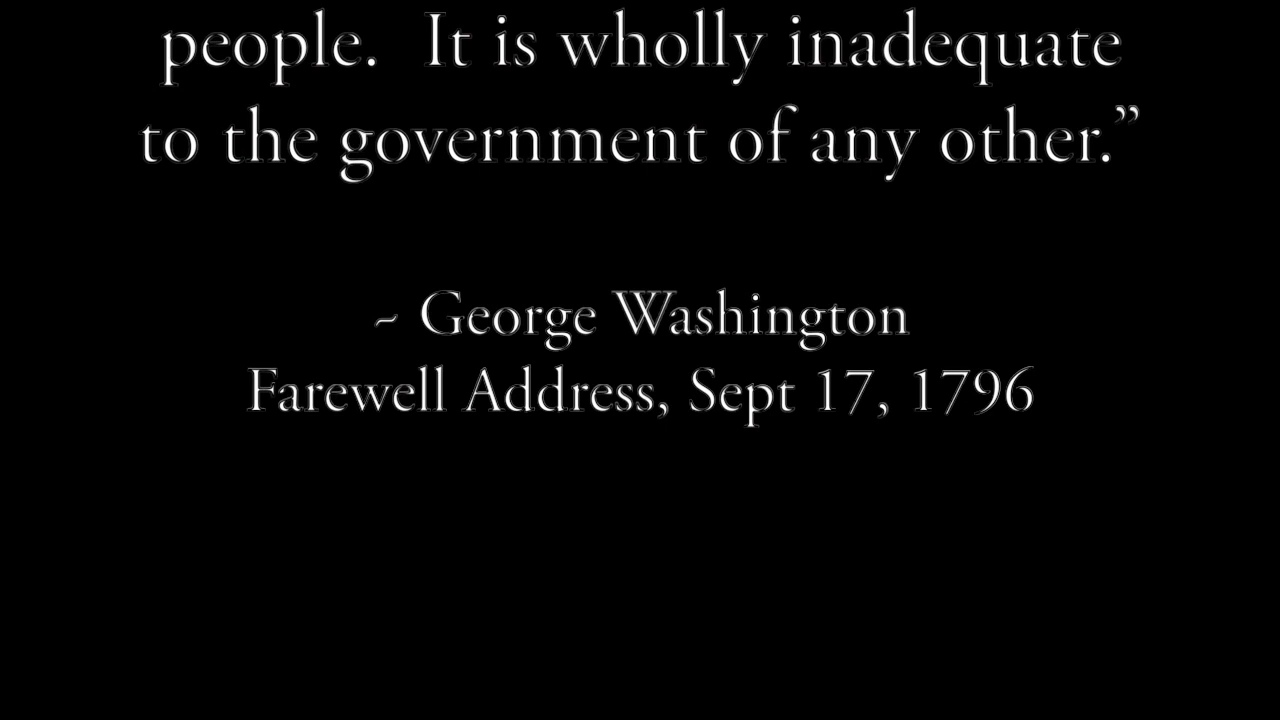 people.  It is wholly inadequate
to the government of any other.”
~ George Washington
Farewell Address, Sept 17, 1796